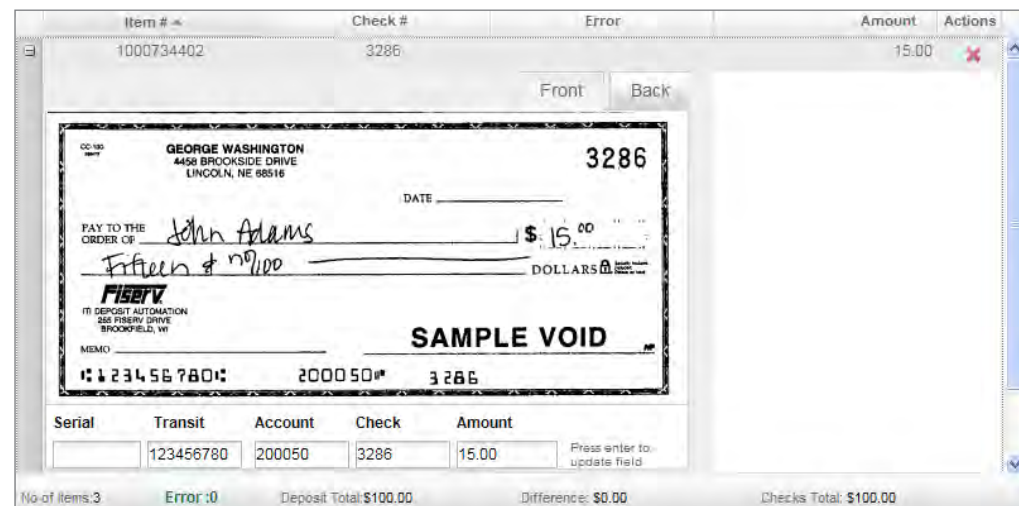 Item # Check # Error Amount Actions
1000734402 3286 15.00
Front Back
GEORGE WASHINGTON
4458 BROOKSIDE DRIVE
LINCOLN, NE 68516
3286
DATE
PAY TO THE
ORDER OF John Adams $ 15.00
Fifteen & no/100 DOLLARS
Fiserv.
ITI DEPOSIT AUTOMATION
255 FISERV DRIVE
BROOKFIELD, WI
SAMPLE VOID
MEMO
⑆123456780⑆ 200050⑈ 3286
Serial Transit Account Check Amount
123456780 200050 3286 15.00 Press enter to
update field
No of Items:3 Error :0 Deposit Total:$100.00 Difference: $0.00 Checks Total: $100.00